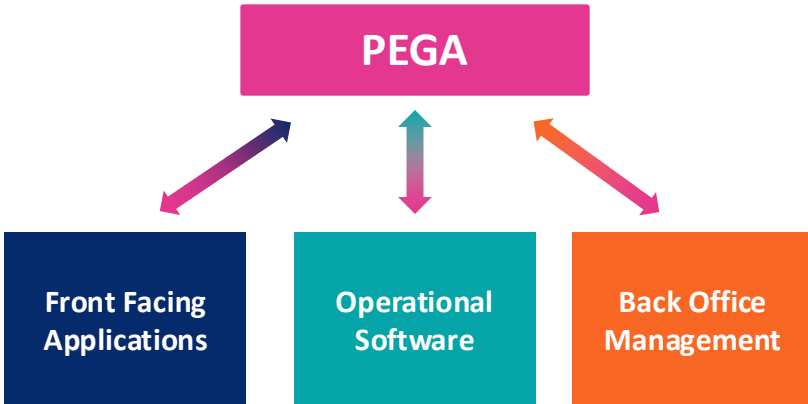 PEGA
Front Facing
Applications
Operational
Software
Back Office
Management